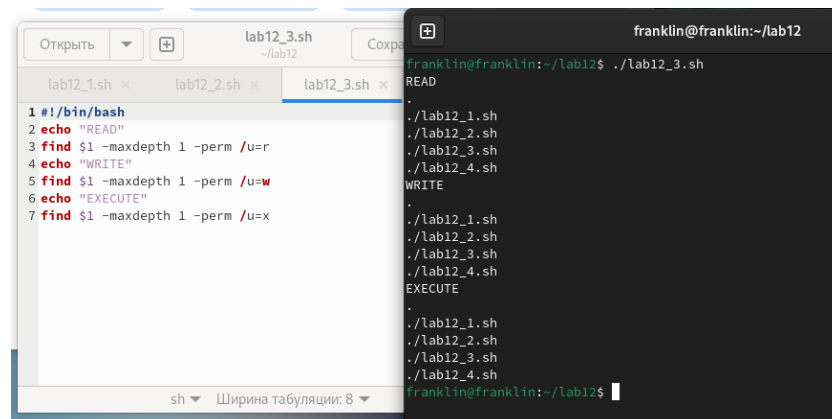 Открыть
lab12_3.sh
~/lab12
Сохра
lab12_1.sh ×
lab12_2.sh ×
lab12_3.sh ×
1 #!/bin/bash
2 echo "READ"
3 find $1 -maxdepth 1 -perm /u=r
4 echo "WRITE"
5 find $1 -maxdepth 1 -perm /u=w
6 echo "EXECUTE"
7 find $1 -maxdepth 1 -perm /u=x
sh
Ширина табуляции: 8
franklin@franklin:~/lab12
franklin@franklin:~/lab12$ ./lab12_3.sh
READ
.
./lab12_1.sh
./lab12_2.sh
./lab12_3.sh
./lab12_4.sh
WRITE
.
./lab12_1.sh
./lab12_2.sh
./lab12_3.sh
./lab12_4.sh
EXECUTE
.
./lab12_1.sh
./lab12_2.sh
./lab12_3.sh
./lab12_4.sh
franklin@franklin:~/lab12$